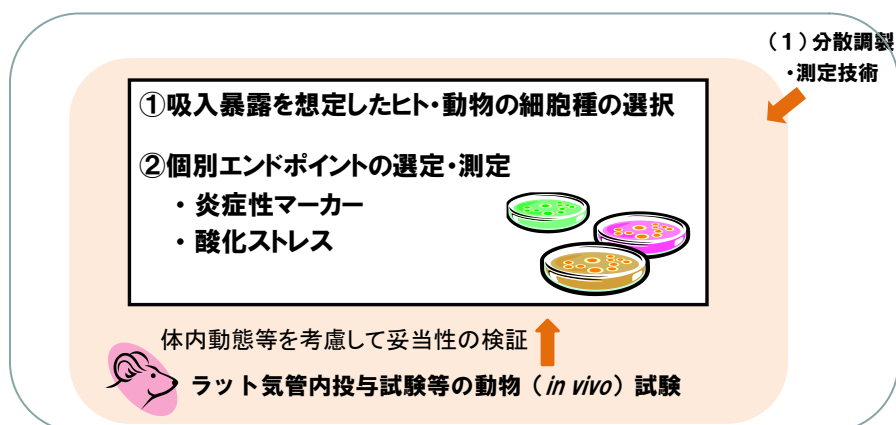 （1）分散調製
・測定技術
①吸入暴露を想定したヒト・動物の細胞種の選択
②個別エンドポイントの選定・測定
・ 炎症性マーカー
・ 酸化ストレス
体内動態等を考慮して妥当性の検証
ラット気管内投与試験等の動物（in vivo）試験